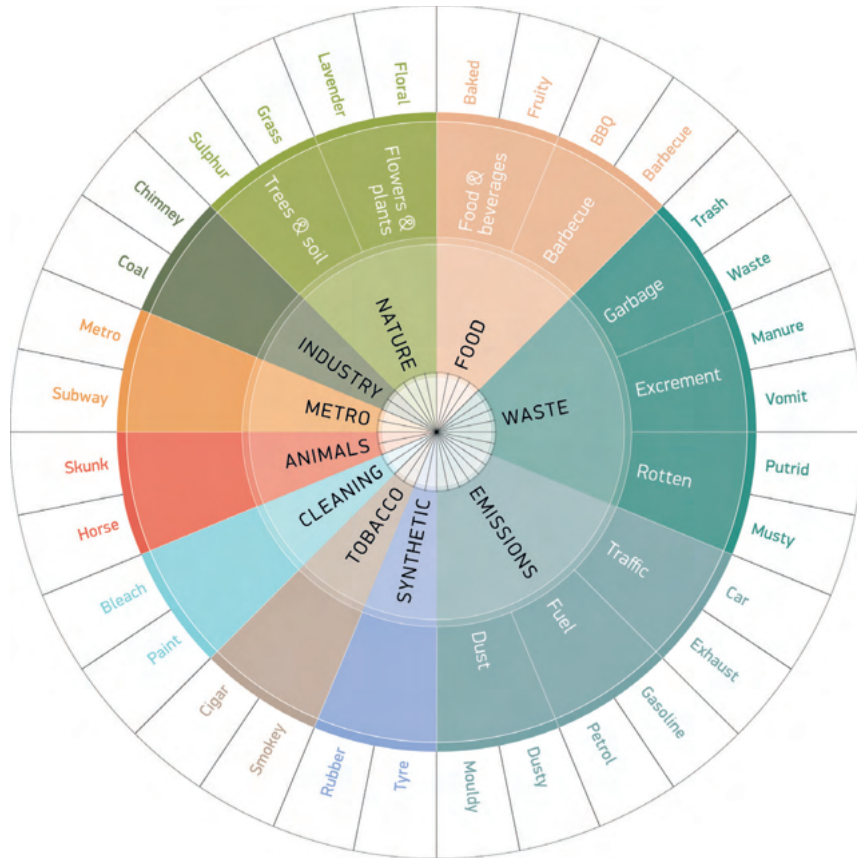 Baked
Fruity
BBQ
Barbecue
Trash
Waste
Manure
Vomit
Putrid
Musty
Car
Exhaust
Gasoline
Petrol
Dusty
Mouldy
Tyre
Rubber
Smokey
Cigar
Paint
Bleach
Horse
Skunk
Subway
Metro
Coal
Chimney
Sulphur
Grass
Lavender
Floral
Food &
beverages
Barbecue
Garbage
Excrement
Rotten
Traffic
Fuel
Dust
Trees & soil
Flowers &
plants
FOOD
WASTE
EMISSIONS
SYNTHETIC
TOBACCO
CLEANING
ANIMALS
METRO
INDUSTRY
NATURE